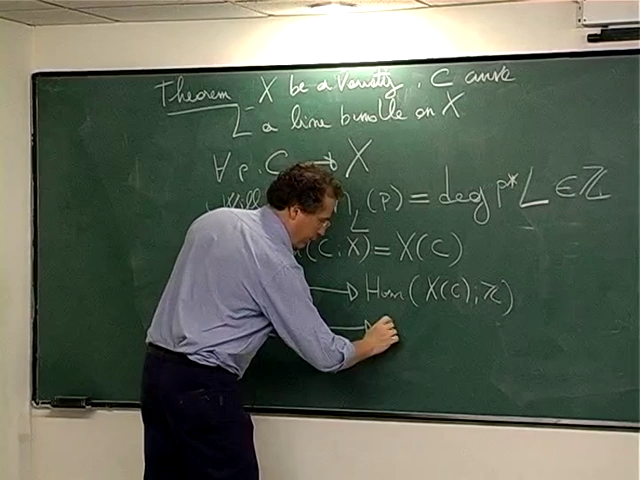 Theorem X be a Variety, C curve
L a line bundle on X
∀ p: C → X
(p) = deg p* L ∈ ℤ
(C, X) = X(C)
→ Hom(X(C), ℤ)
→